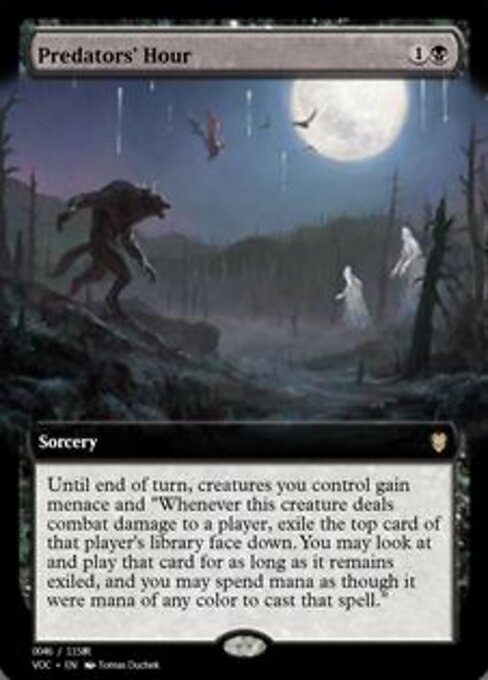 Predators' Hour 1
Sorcery
Until end of turn, creatures you control gain
menace and "Whenever this creature deals
combat damage to a player, exile the top card of
that player's library face down. You may look at
and play that card for as long as it remains
exiled, and you may spend mana as though it
were mana of any color to cast that spell."
0046 / 115R
VOC • EN Tomas Duchek